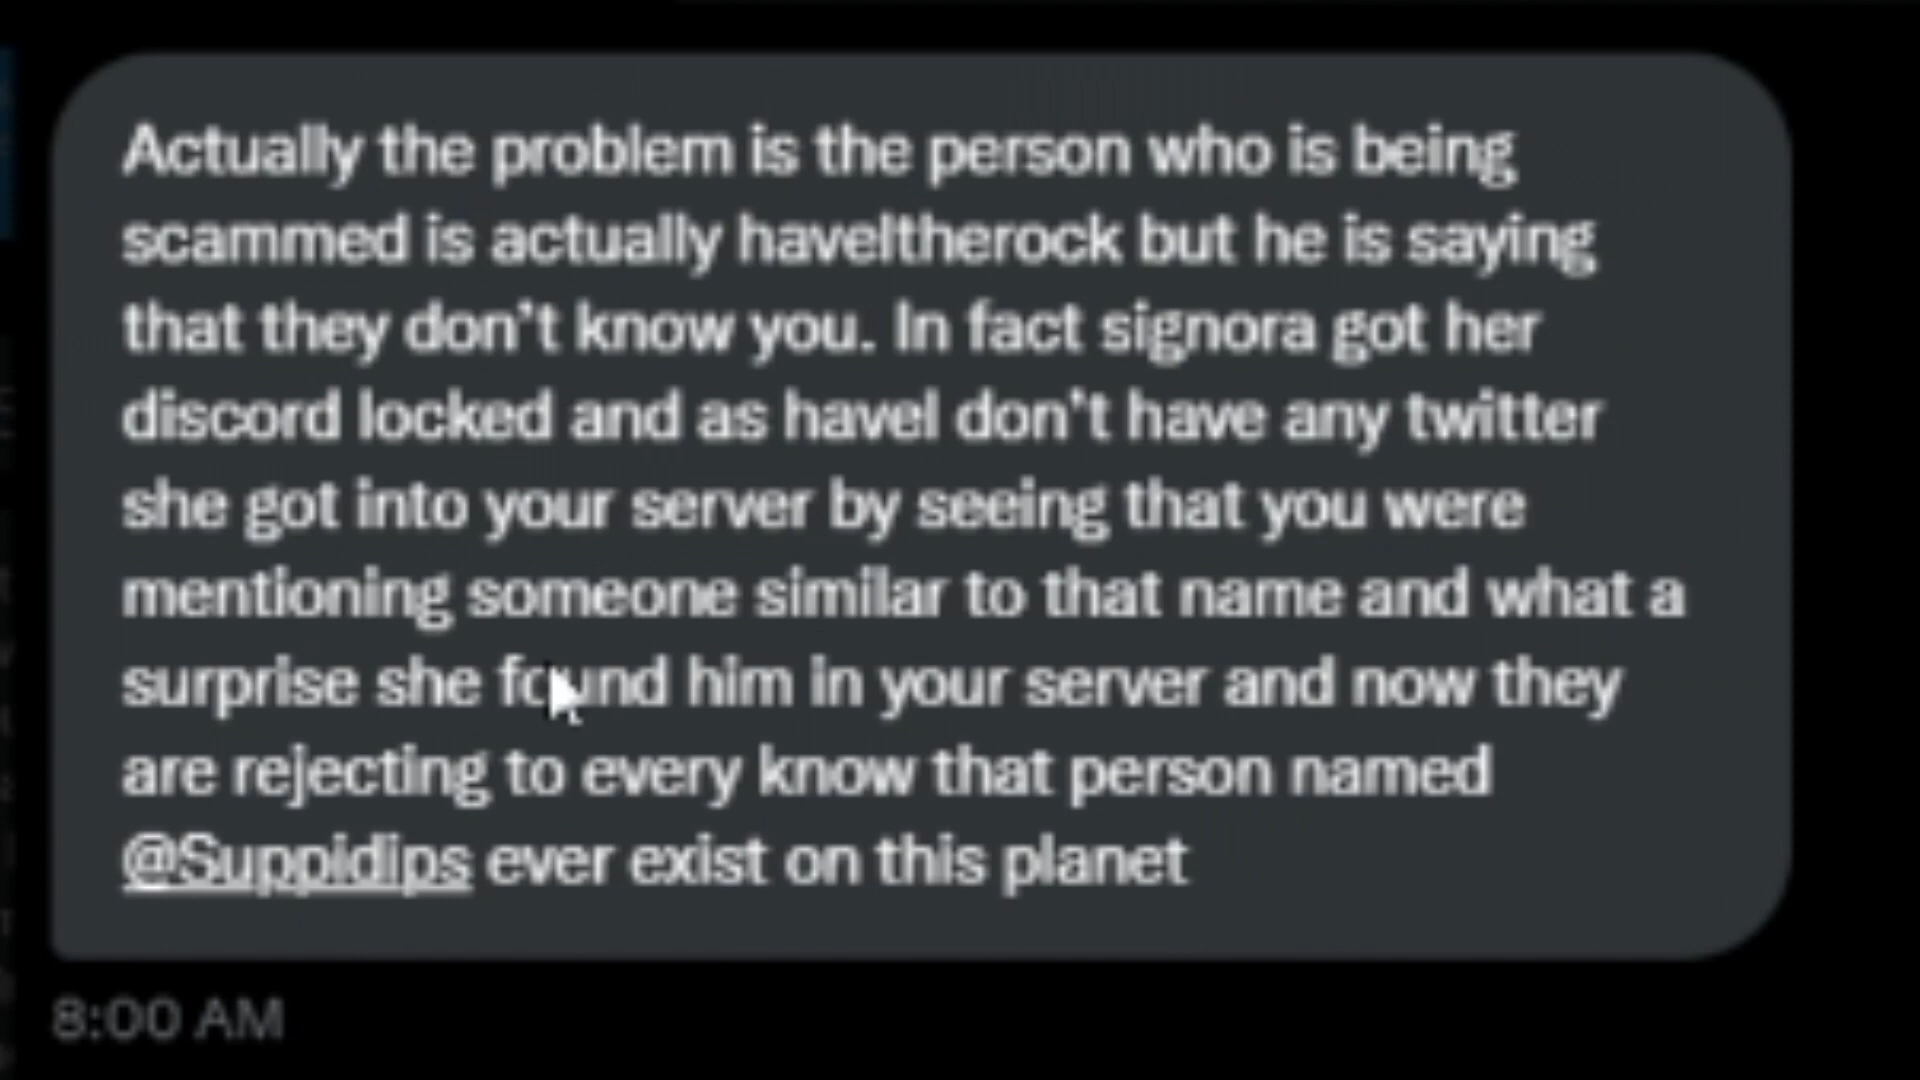 Actually the problem is the person who is being
scammed is actually haveltherock but he is saying
that they don't know you. In fact signora got her
discord locked and as havel don't have any twitter
she got into your server by seeing that you were
mentioning someone similar to that name and what a
surprise she found him in your server and now they
are rejecting to every know that person named
@Suppidips ever exist on this planet
8:00 AM